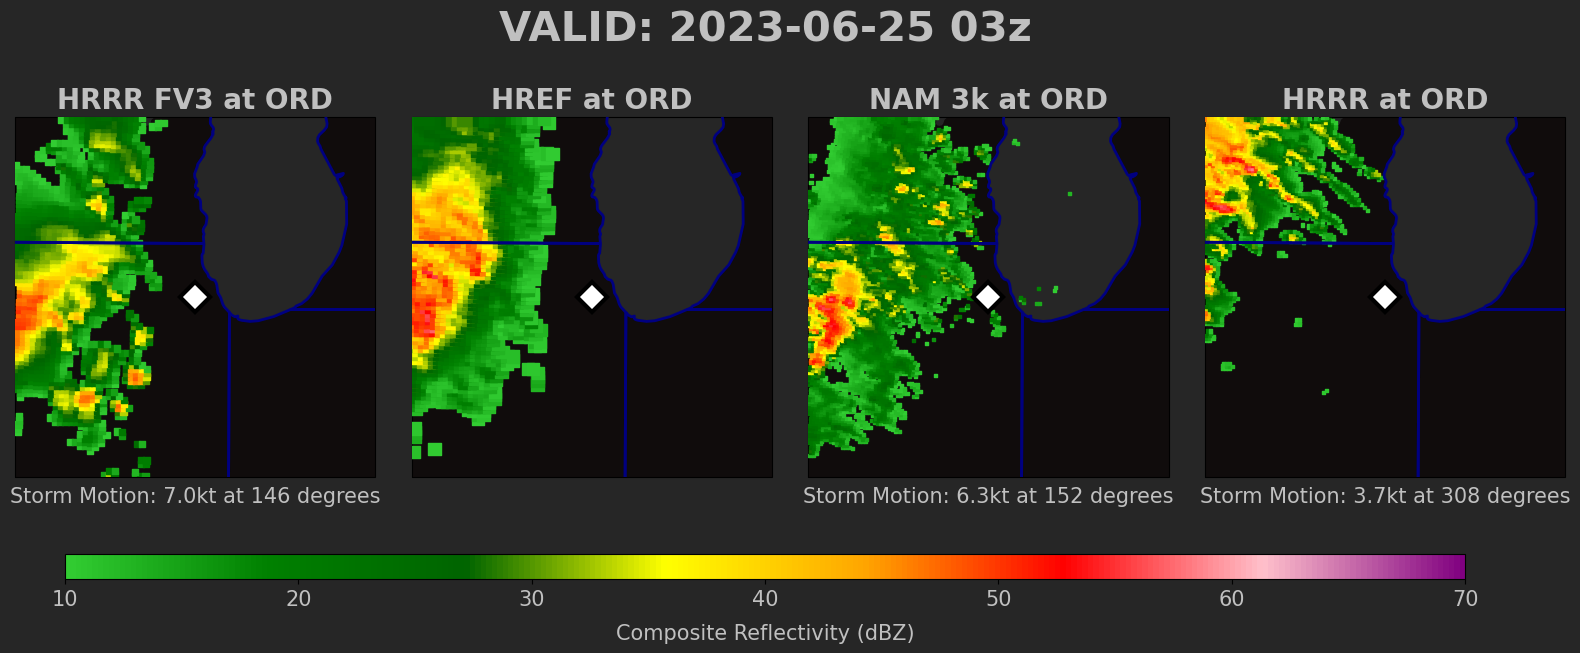 VALID: 2023-06-25 03z
HRRR FV3 at ORD
HREF at ORD
NAM 3k at ORD
HRRR at ORD
Storm Motion: 7.0kt at 146 degrees
Storm Motion: 6.3kt at 152 degrees
Storm Motion: 3.7kt at 308 degrees
10 20 30 40 50 60 70
Composite Reflectivity (dBZ)